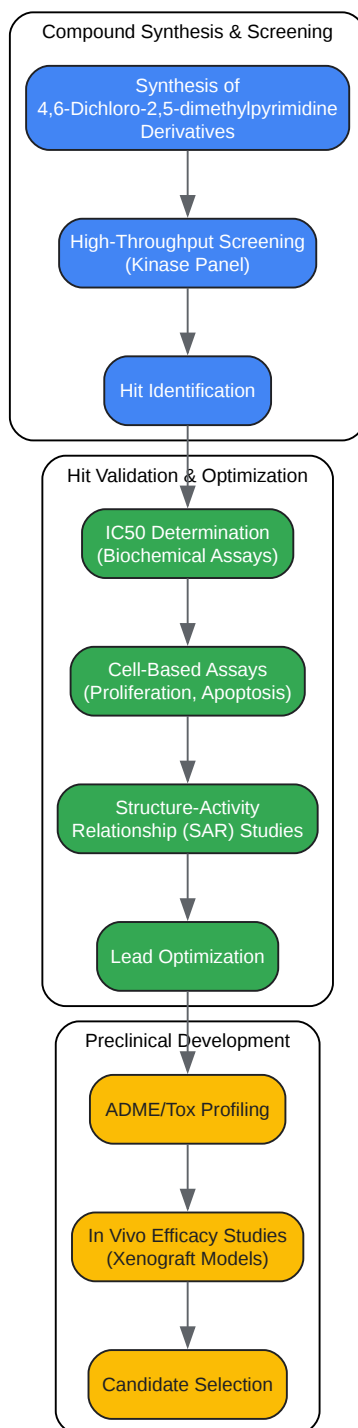 Compound Synthesis & Screening
Synthesis of
4,6-Dichloro-2,5-dimethylpyrimidine
Derivatives
High-Throughput Screening
(Kinase Panel)
Hit Identification
Hit Validation & Optimization
IC50 Determination
(Biochemical Assays)
Cell-Based Assays
(Proliferation, Apoptosis)
Structure-Activity
Relationship (SAR) Studies
Lead Optimization
Preclinical Development
ADME/Tox Profiling
In Vivo Efficacy Studies
(Xenograft Models)
Candidate Selection